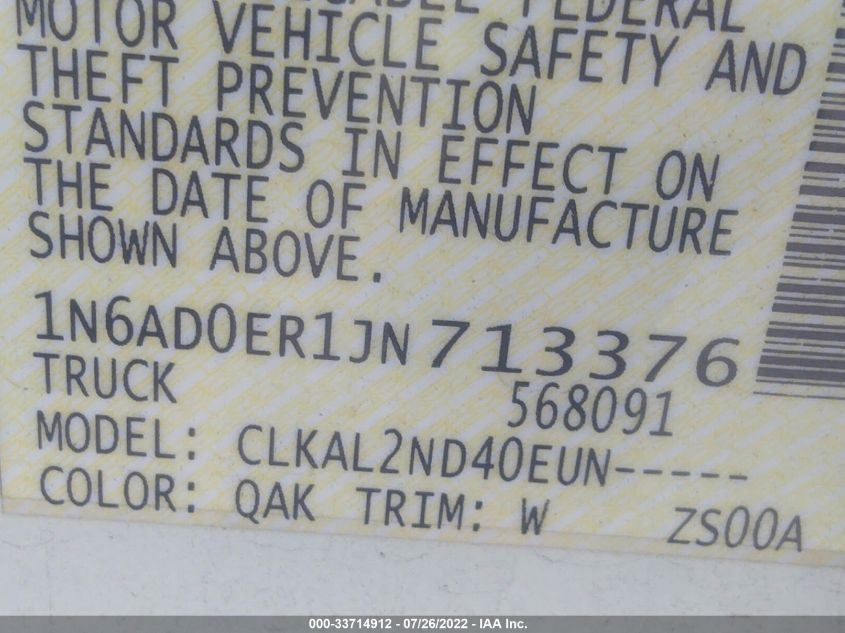 FEDERAL
MOTOR VEHICLE SAFETY AND
THEFT PREVENTION
STANDARDS IN EFFECT ON
THE DATE OF MANUFACTURE
SHOWN ABOVE.
1N6AD0ER1JN713376
TRUCK 568091
MODEL: CLKAL2ND40EUN-----
COLOR: QAK TRIM: W ZS00A
000-33714912 - 07/26/2022 - IAA Inc.